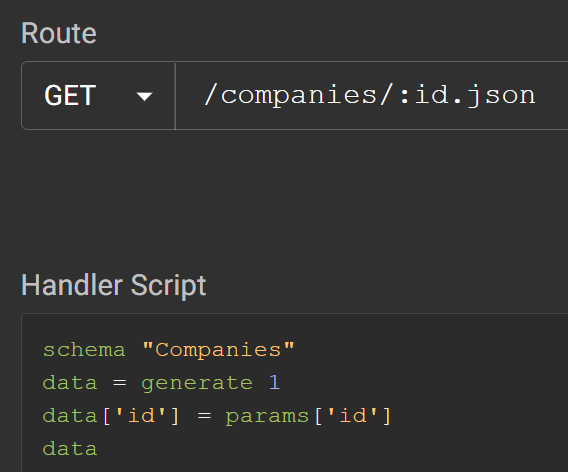 Route
GET /companies/:id.json
Handler Script
schema "Companies"
data = generate 1
data['id'] = params['id']
data